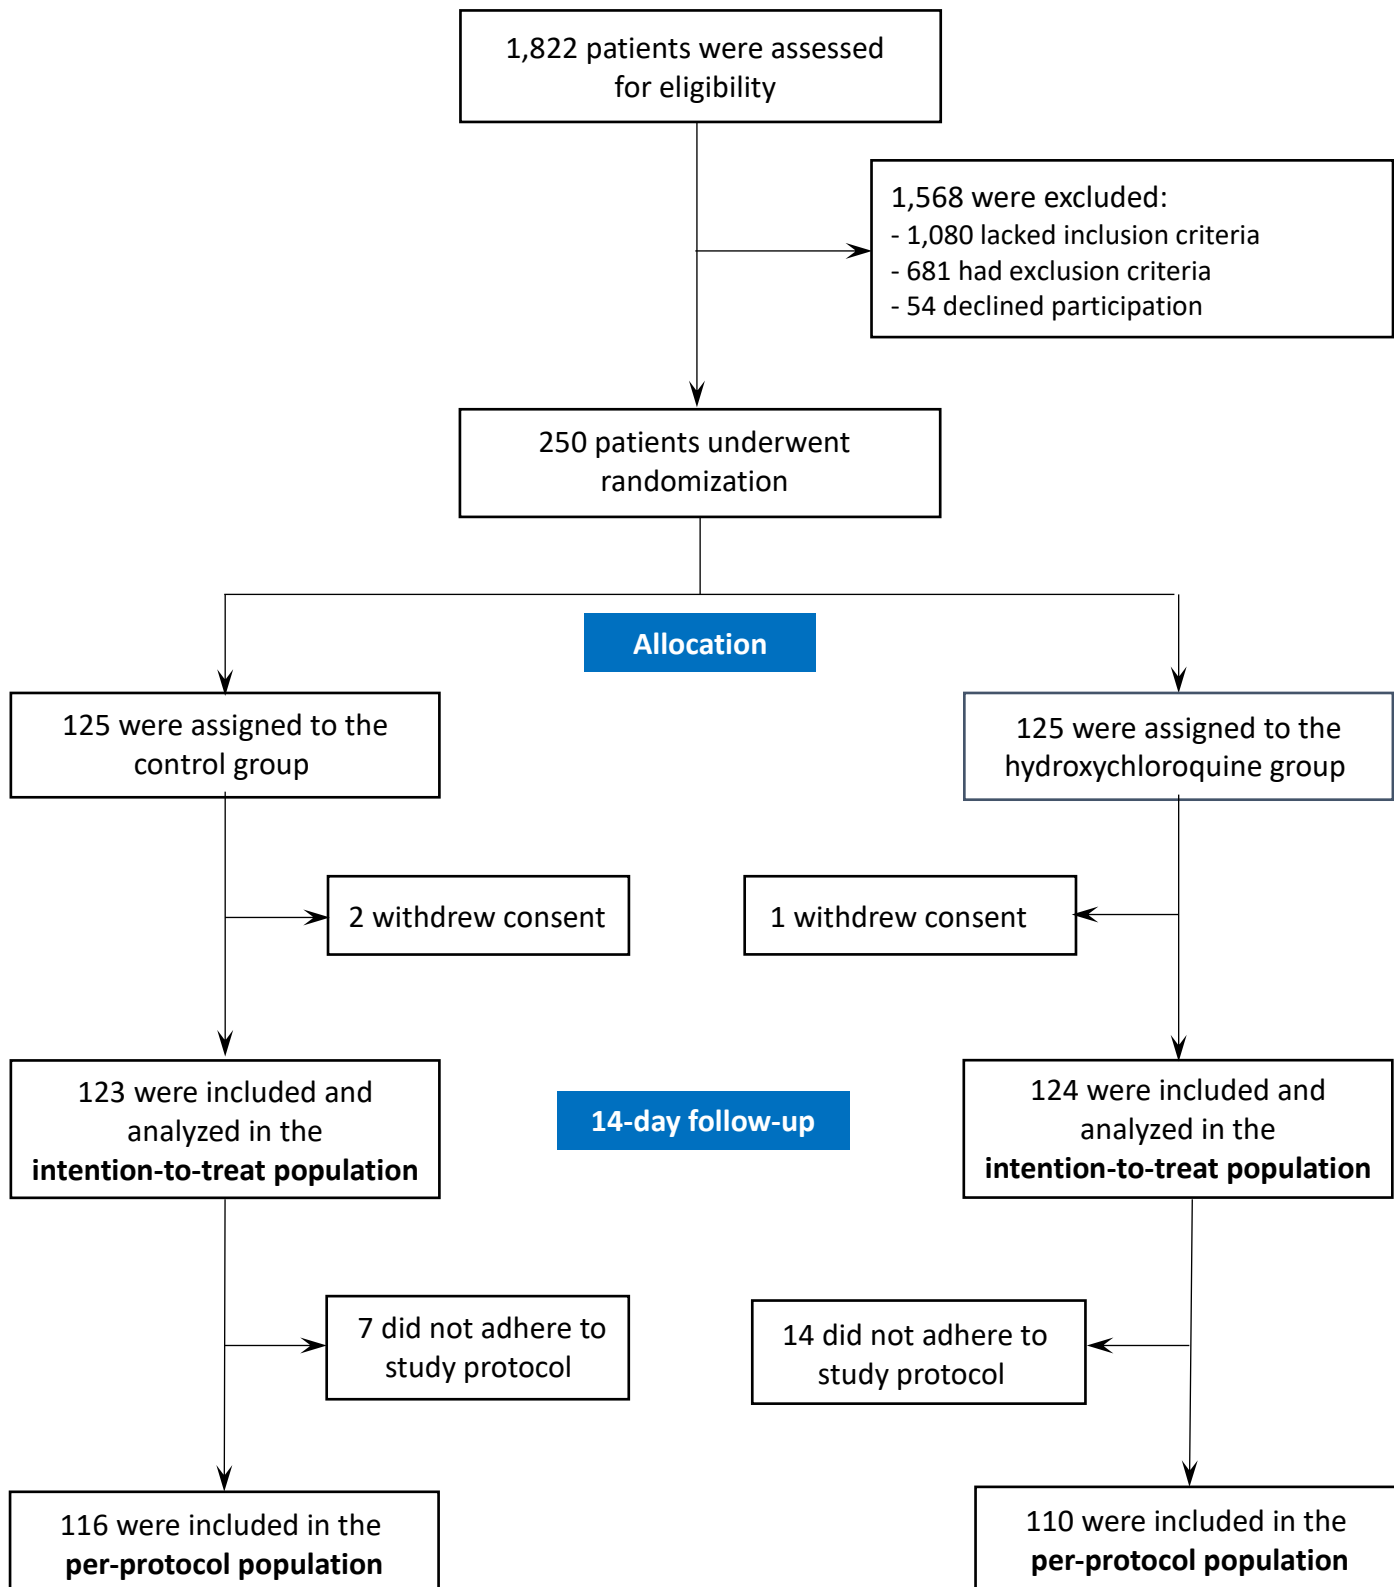 1,822 patients were assessed
for eligibility
1,568 were excluded:
- 1,080 lacked inclusion criteria
- 681 had exclusion criteria
- 54 declined participation
250 patients underwent
randomization
Allocation
125 were assigned to the
control group
125 were assigned to the
hydroxychloroquine group
2 withdrew consent
1 withdrew consent
123 were included and
analyzed in the
intention-to-treat population
14-day follow-up
124 were included and
analyzed in the
intention-to-treat population
7 did not adhere to
study protocol
14 did not adhere to
study protocol
116 were included in the
per-protocol population
110 were included in the
per-protocol population